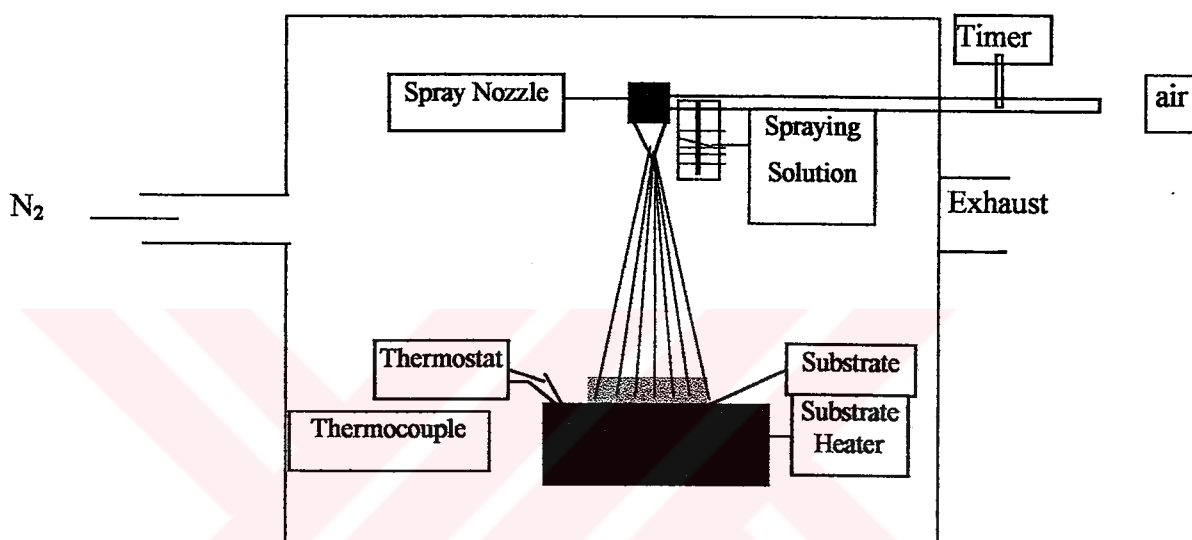 Timer
Spray Nozzle
air
Spraying
Solution
N₂
Exhaust
Thermostat
Substrate
Thermocouple
Substrate
Heater